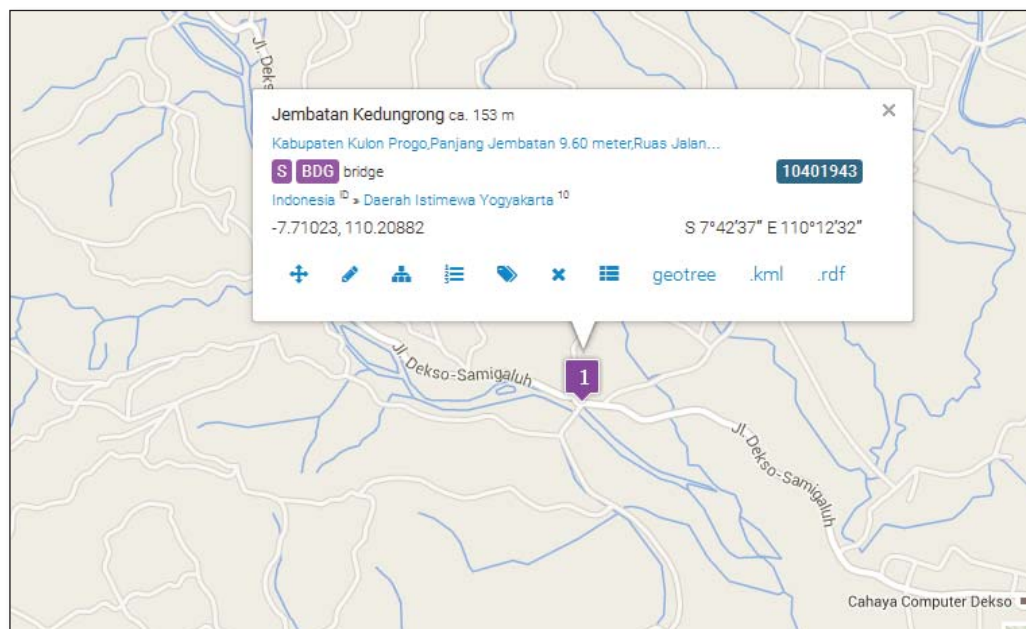 Jl. Dekso
Jembatan Kedungrong ca. 153 m
Kabupaten Kulon Progo,Panjang Jembatan 9.60 meter,Ruas Jalan...
S BDG bridge 10401943
Indonesia ID » Daerah Istimewa Yogyakarta 10
-7.71023, 110.20882 S 7°42′37″ E 110°12′32″
geotree .kml .rdf
Jl. Dekso-Samigaluh
1
Jl. Dekso-Samigaluh
Cahaya Computer Dekso